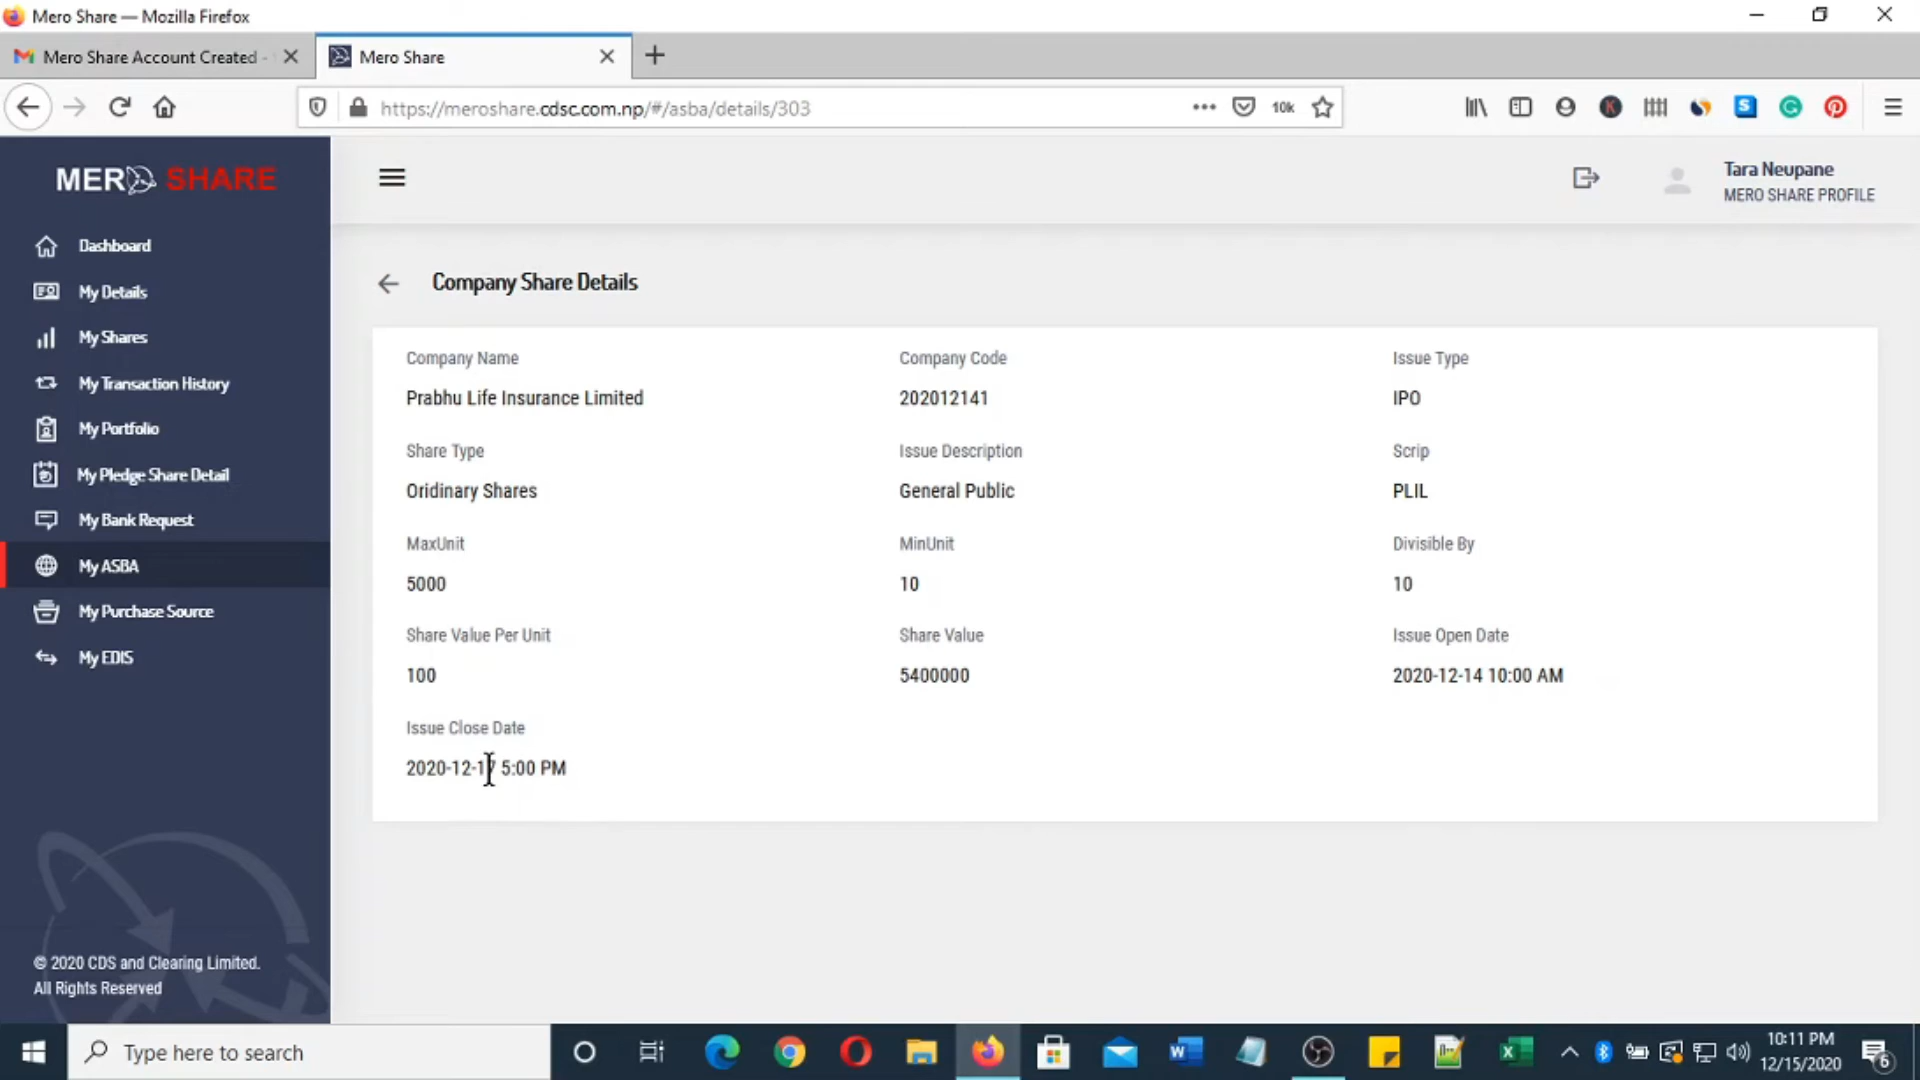 Mero Share — Mozilla Firefox
Mero Share Account Created -
Mero Share
https://meroshare.cdsc.com.np/#/asba/details/303
10k
MERO SHARE
Tara Neupane
MERO SHARE PROFILE
Dashboard
My Details
My Shares
My Transaction History
My Portfolio
My Pledge Share Detail
My Bank Request
My ASBA
My Purchase Source
My EDIS
Company Share Details
Company Name
Company Code
Issue Type
Prabhu Life Insurance Limited
202012141
IPO
Share Type
Issue Description
Scrip
Oridinary Shares
General Public
PLIL
MaxUnit
MinUnit
Divisible By
5000
10
10
Share Value Per Unit
Share Value
Issue Open Date
100
5400000
2020-12-14 10:00 AM
Issue Close Date
2020-12-17 5:00 PM
© 2020 CDS and Clearing Limited.
All Rights Reserved
Type here to search
10:11 PM
12/15/2020
6